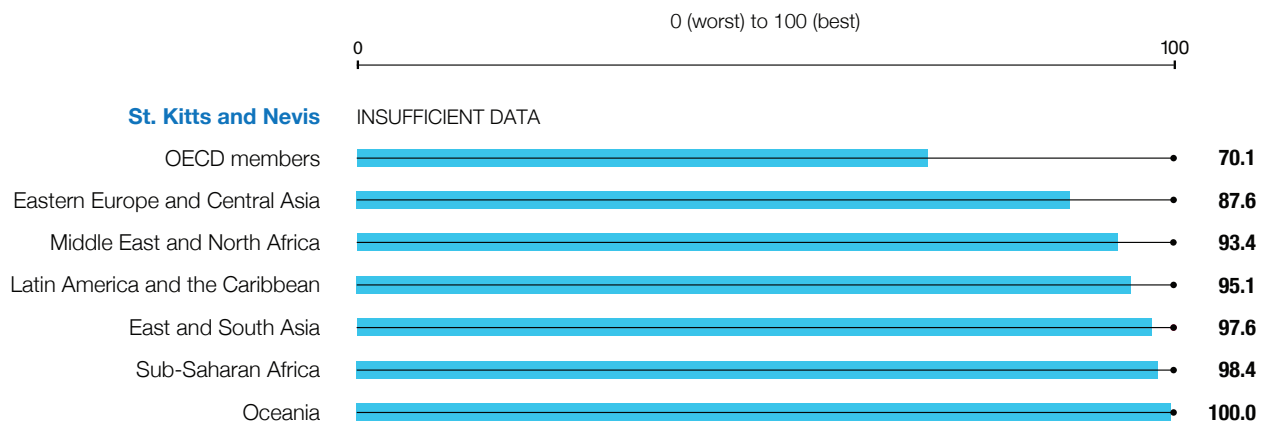 0 (worst) to 100 (best)
0 100
St. Kitts and Nevis INSUFFICIENT DATA
OECD members 70.1
Eastern Europe and Central Asia 87.6
Middle East and North Africa 93.4
Latin America and the Caribbean 95.1
East and South Asia 97.6
Sub-Saharan Africa 98.4
Oceania 100.0